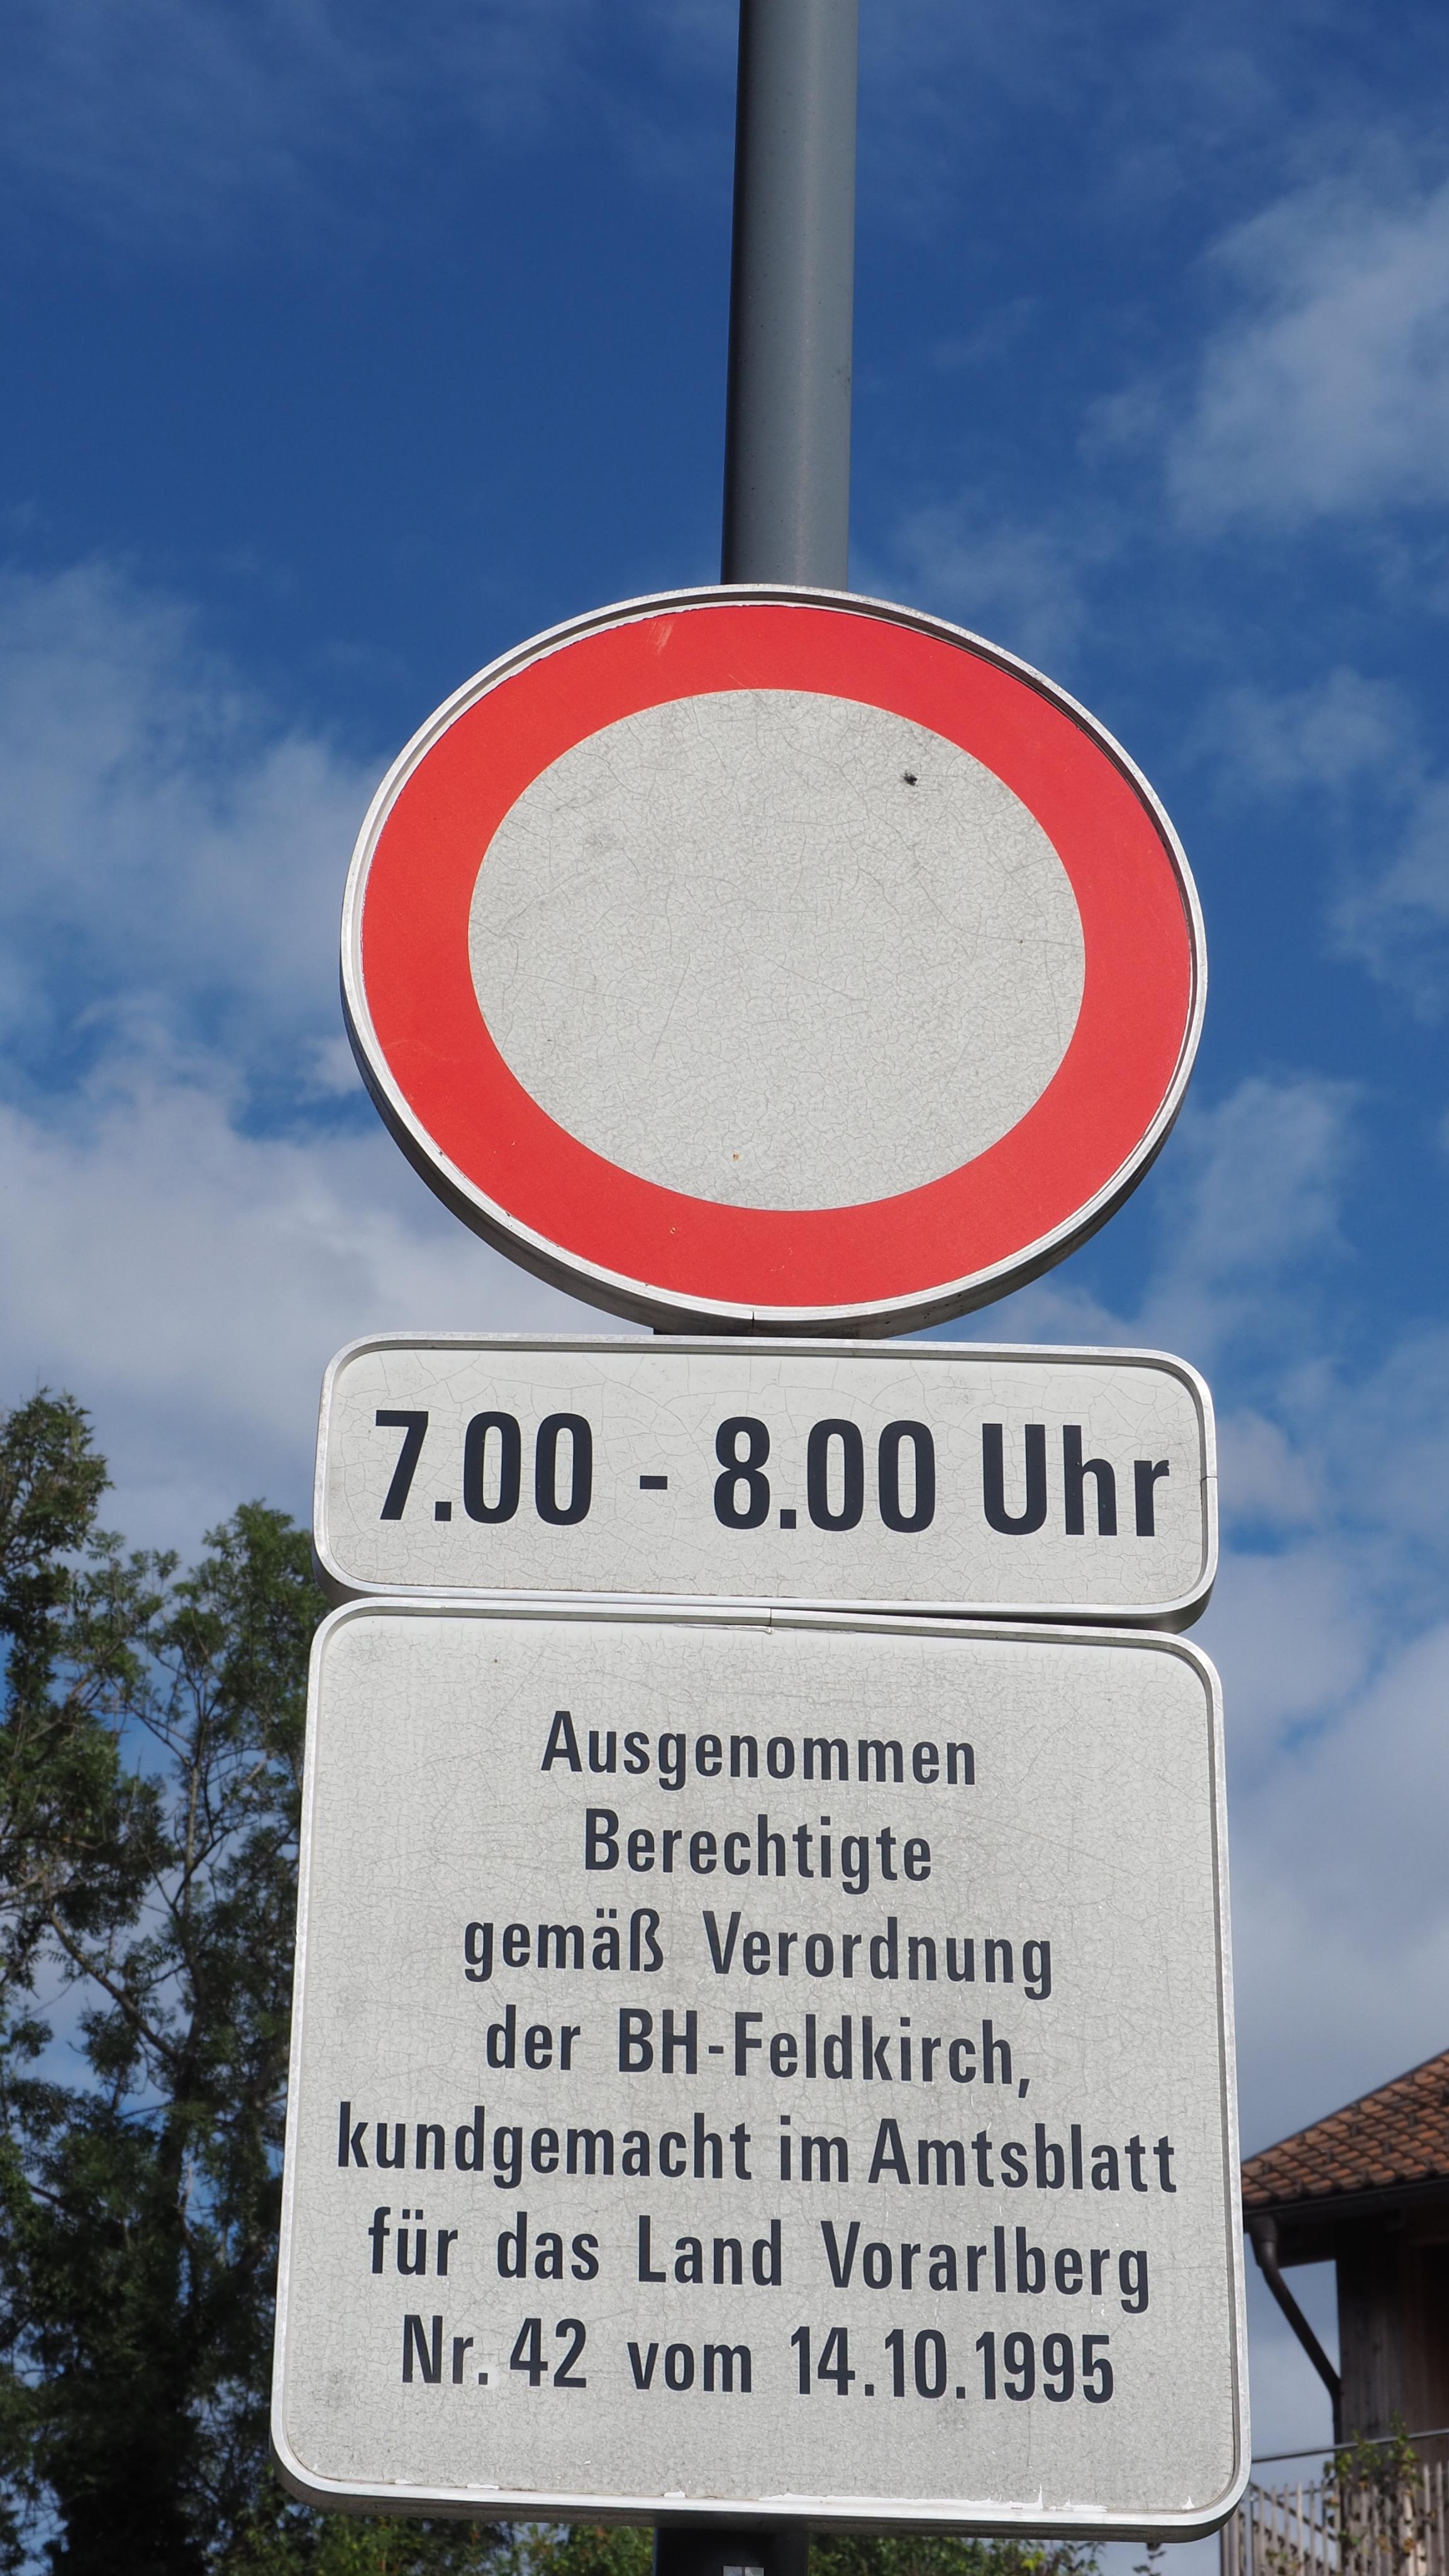 7.00 - 8.00 Uhr
Ausgenommen
Berechtigte
gemäß Verordnung
der BH-Feldkirch,
kundgemacht im Amtsblatt
für das Land Vorarlberg
Nr. 42 vom 14.10.1995